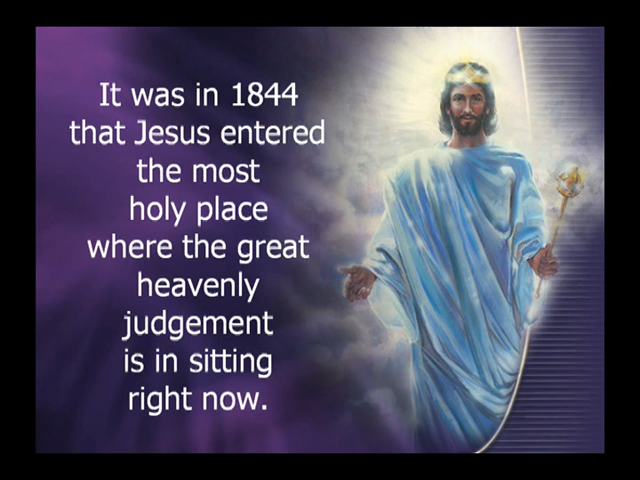 It was in 1844
that Jesus entered
the most
holy place
where the great
heavenly
judgement
is in sitting
right now.